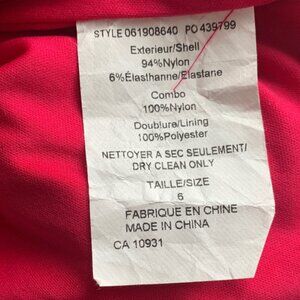 STYLE 061908640 PO 439799
Exterieur/Shell
94%Nylon
6%Élasthanne/Elastane
Combo
100%Nylon
Doublure/Lining
100%Polyester
NETTOYER A SEC SEULEMENT/
DRY CLEAN ONLY
TAILLE/SIZE
6
FABRIQUE EN CHINE
MADE IN CHINA
CA 10931